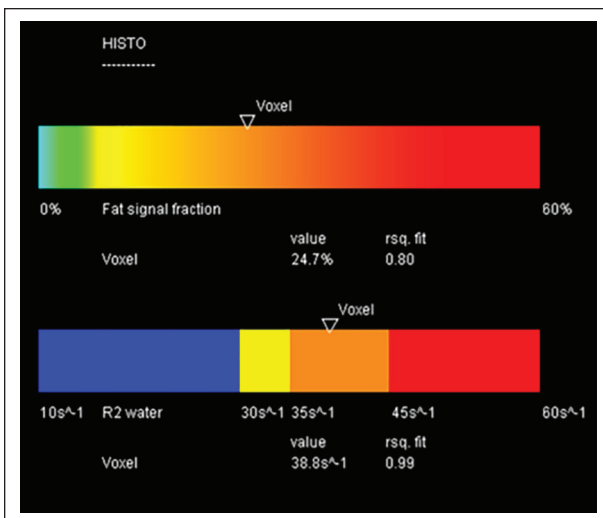 HISTO
-----------
Voxel
0% Fat signal fraction 60%
value rsq. fit
Voxel 24.7% 0.80
Voxel
10s^-1 R2 water 30s^-1 35s^-1 45s^-1 60s^-1
value rsq. fit
Voxel 38.8s^-1 0.99